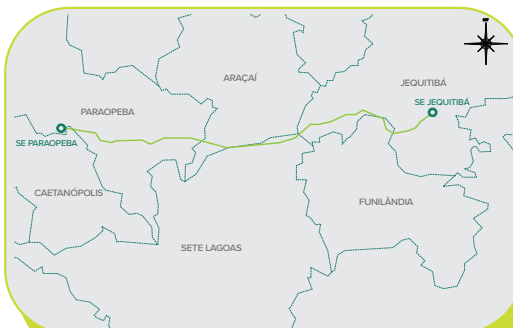 ARAÇAÍ
JEQUITIBÁ
SE JEQUITIBÁ
PARAOPEBA
SE PARAOPEBA
CAETANÓPOLIS
FUNILÂNDIA
SETE LAGOAS